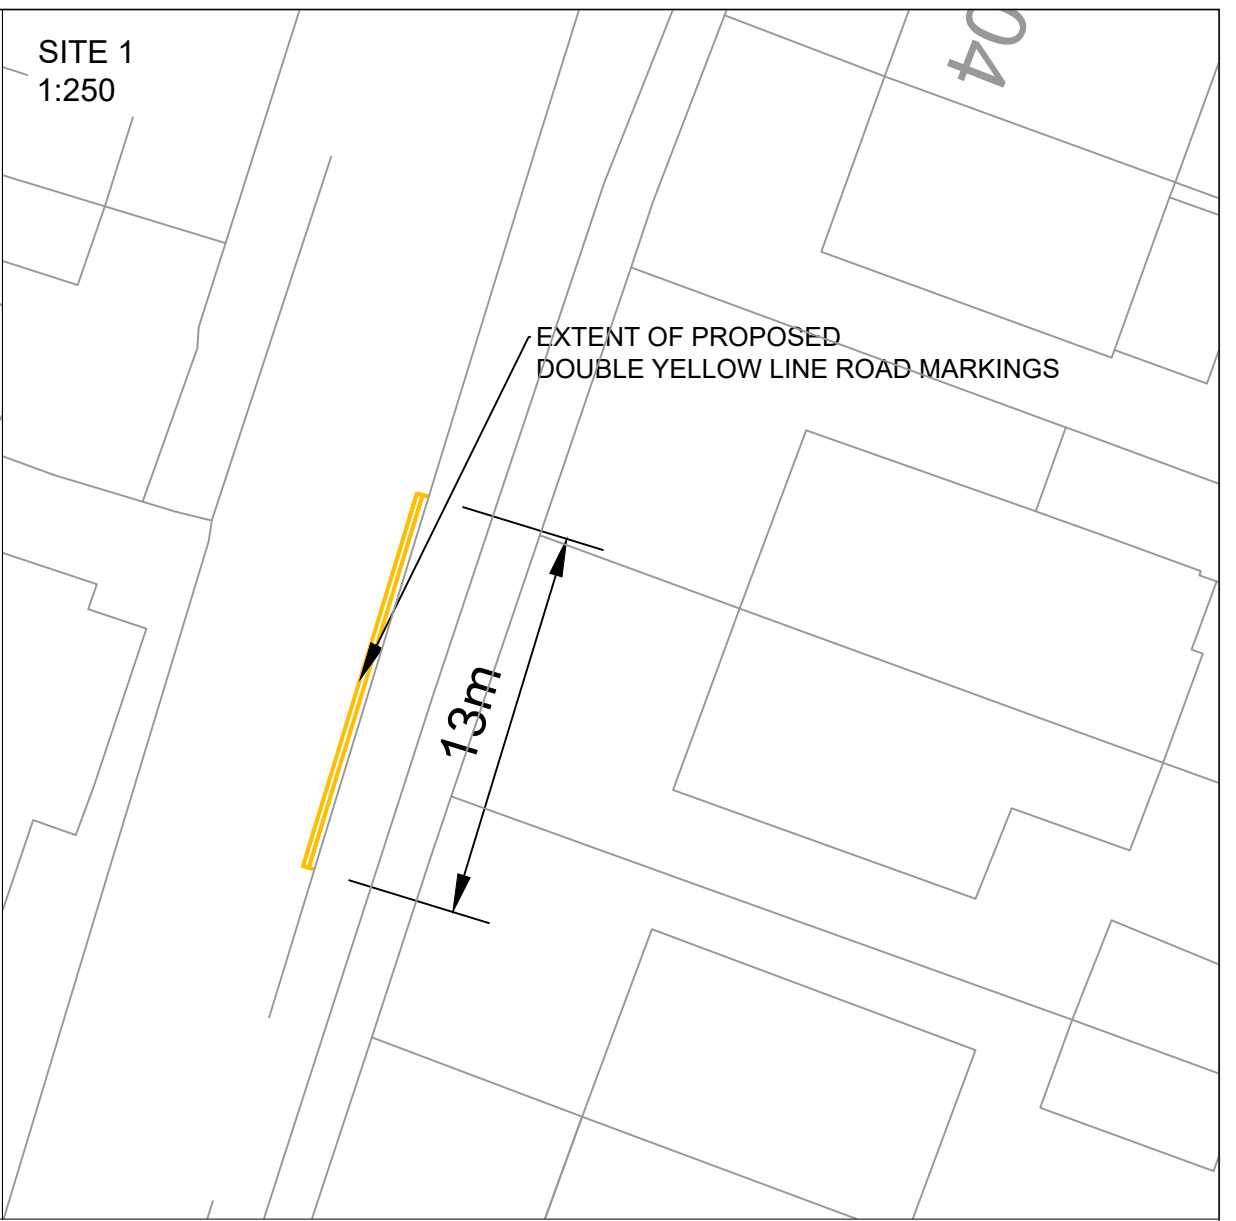 SITE 1
1:250
04
EXTENT OF PROPOSED
DOUBLE YELLOW LINE ROAD MARKINGS
13m